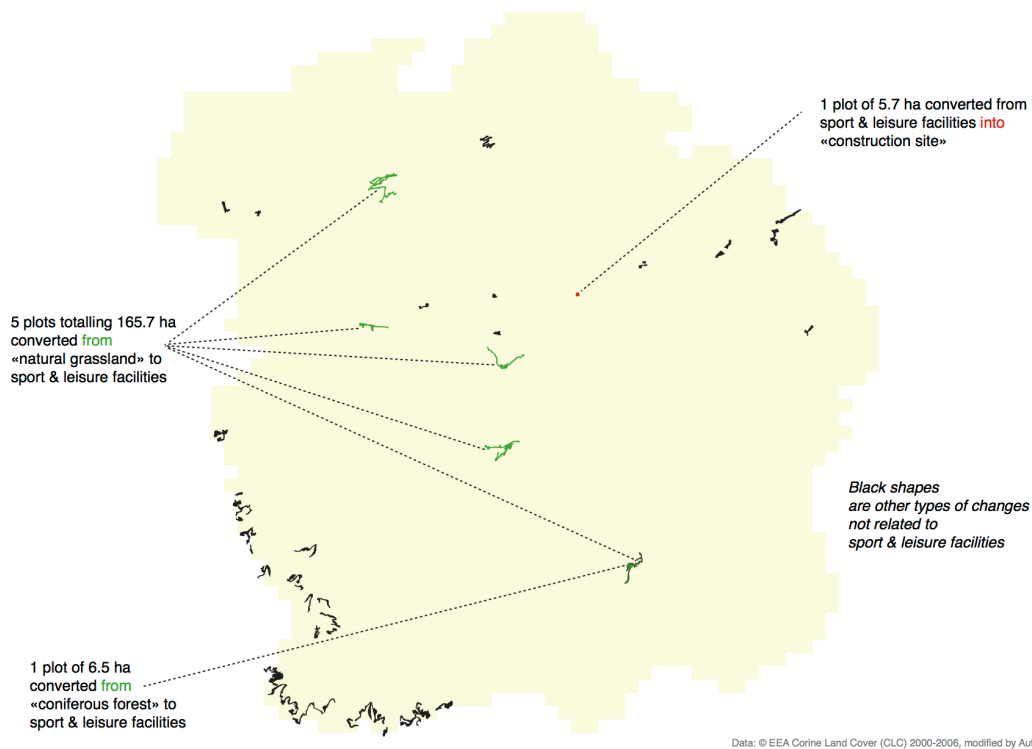 1 plot of 5.7 ha converted from
sport & leisure facilities into
«construction site»
5 plots totalling 165.7 ha
converted from
«natural grassland» to
sport & leisure facilities
Black shapes
are other types of changes
not related to
sport & leisure facilities
1 plot of 6.5 ha
converted from
«coniferous forest» to
sport & leisure facilities
Data: © EEA Corine Land Cover (CLC) 2000-2006, modified by